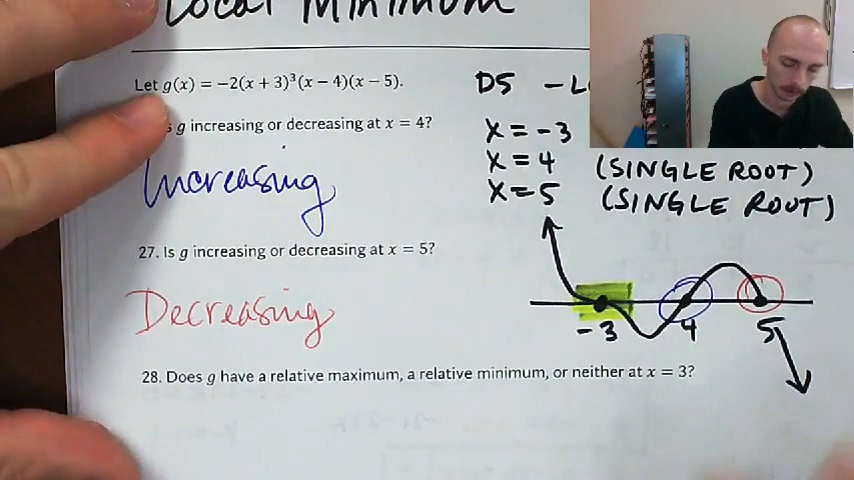 Local Minimum
Let g(x) = −2(x + 3)³(x − 4)(x − 5).
D5 - L
g increasing or decreasing at x = 4?
Increasing
x = -3
x = 4 (SINGLE ROOT)
x = 5 (SINGLE ROOT)
27. Is g increasing or decreasing at x = 5?
Decreasing
-3 4 5
28. Does g have a relative maximum, a relative minimum, or neither at x = 3?